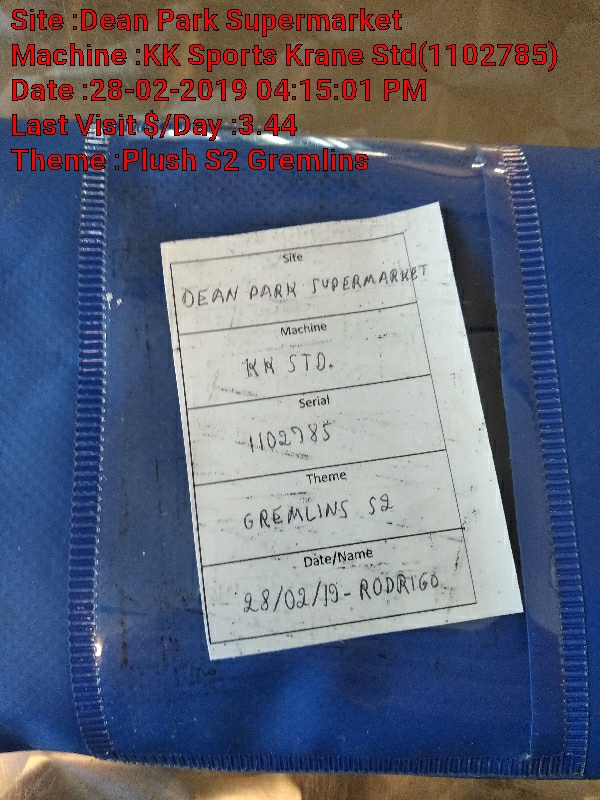 Site :Dean Park Supermarket
Machine :KK Sports Krane Std(1102785)
Date :28-02-2019 04:15:01 PM
Last Visit $/Day :3.44
Theme :Plush S2 Gremlins
Site
DEAN PARK SUPERMARKET
Machine
KK STD.
Serial
1102785
Theme
GREMLINS S2
Date/Name
28/02/19 - RODRIGO